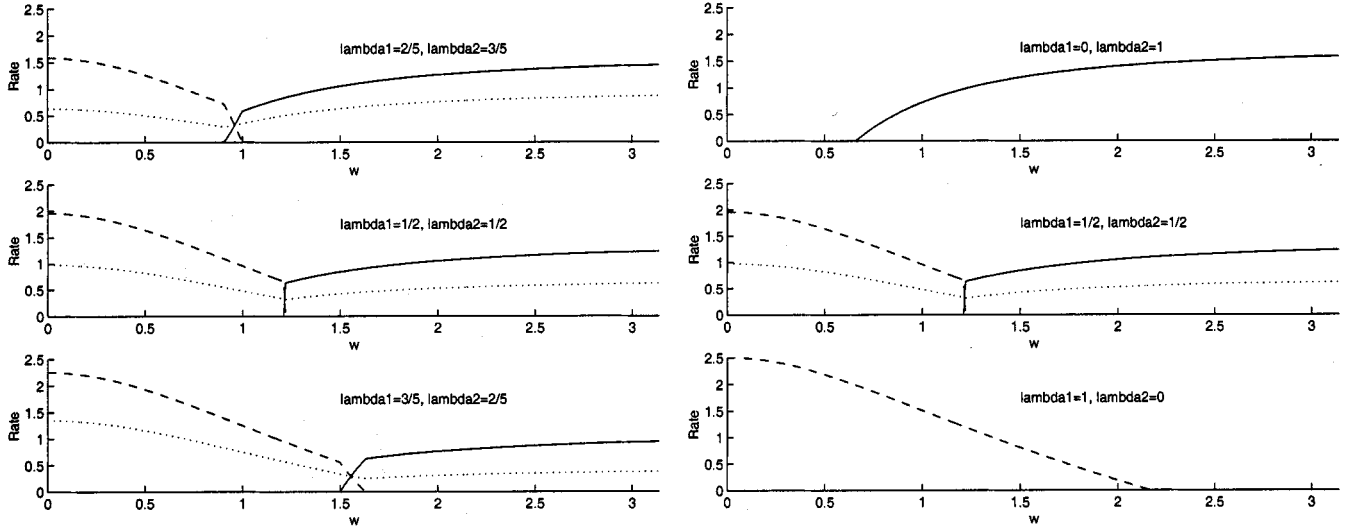 2.5
2
1.5
1
0.5
0
Rate
lambda1=2/5, lambda2=3/5
0 0.5 1 1.5 2 2.5 3
w
2.5
2
1.5
1
0.5
0
Rate
lambda1=0, lambda2=1
0 0.5 1 1.5 2 2.5 3
w
2.5
2
1.5
1
0.5
0
Rate
lambda1=1/2, lambda2=1/2
0 0.5 1 1.5 2 2.5 3
w
2.5
2
1.5
1
0.5
0
Rate
lambda1=1/2, lambda2=1/2
0 0.5 1 1.5 2 2.5 3
w
2.5
2
1.5
1
0.5
0
Rate
lambda1=3/5, lambda2=2/5
0 0.5 1 1.5 2 2.5 3
w
2.5
2
1.5
1
0.5
0
Rate
lambda1=1, lambda2=0
0 0.5 1 1.5 2 2.5 3
w